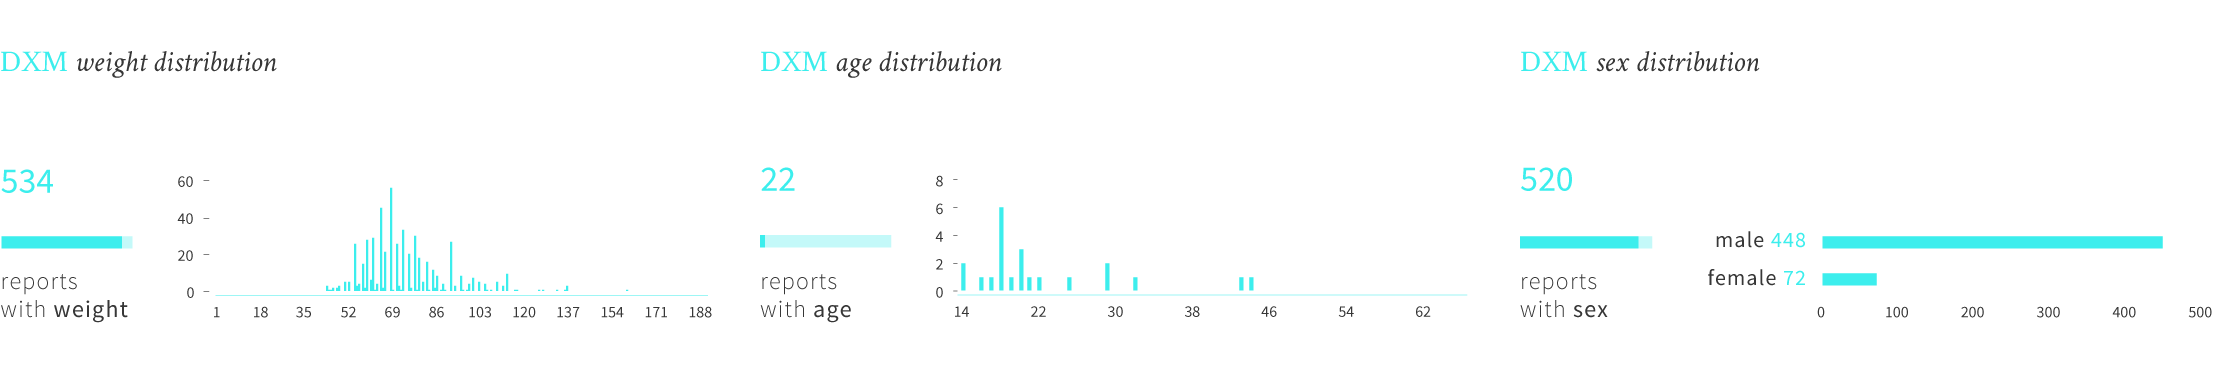 DXM weight distribution
534
reports
with weight
60
40
20
0
1 18 35 52 69 86 103 120 137 154 171 188
DXM age distribution
22
reports
with age
8
6
4
2
0
14 22 30 38 46 54 62
DXM sex distribution
520
reports
with sex
male 448
female 72
0 100 200 300 400 500